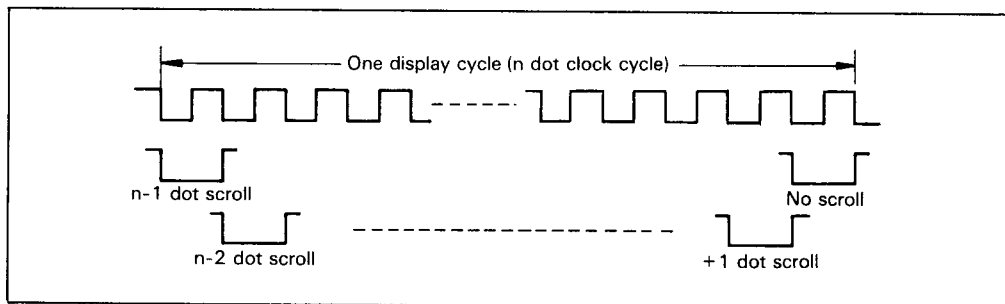 One display cycle (n dot clock cycle)
n-1 dot scroll
No scroll
n-2 dot scroll
+1 dot scroll